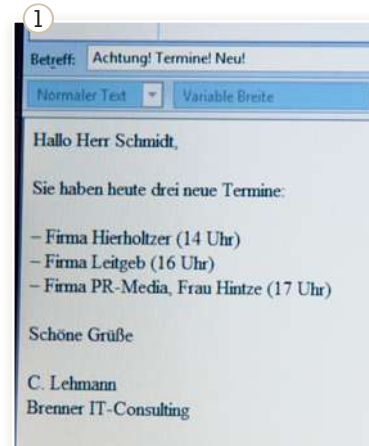 1
Betreff: Achtung! Termine! Neu!
Normaler Text Variable Breite
Hallo Herr Schmidt,
Sie haben heute drei neue Termine:
– Firma Hierholtzer (14 Uhr)
– Firma Leitgeb (16 Uhr)
– Firma PR-Media, Frau Hintze (17 Uhr)
Schöne Grüße
C. Lehmann
Brenner IT-Consulting